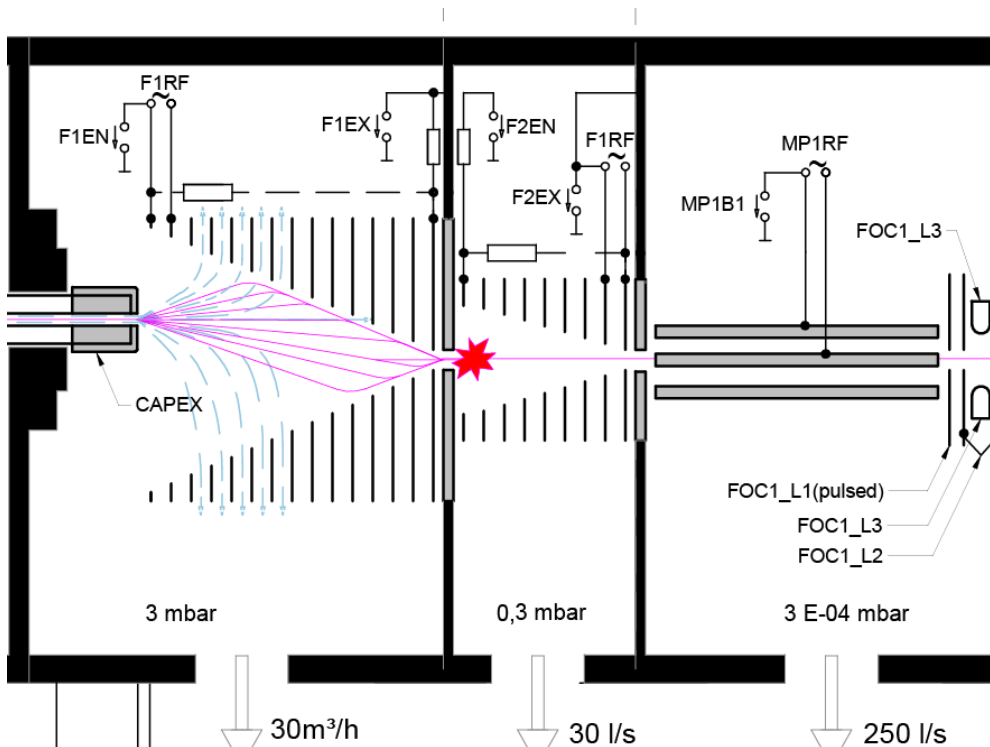 F1RF
~
F1EN
F1EX
F2EN
F1RF
~
F2EX
MP1RF
~
MP1B1
FOC1_L3
CAPEX
FOC1_L1(pulsed)
FOC1_L3
FOC1_L2
3 mbar
0,3 mbar
3 E-04 mbar
30m³/h
30 l/s
250 l/s